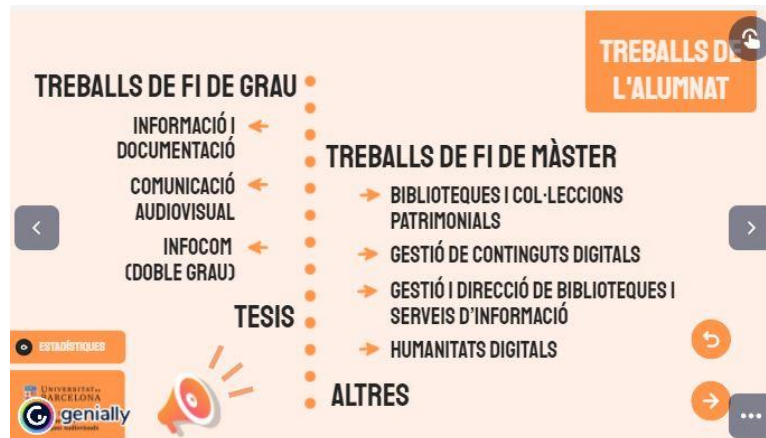 TREBALLS DE
L'ALUMNAT
TREBALLS DE FI DE GRAU
INFORMACIÓ I
DOCUMENTACIÓ
COMUNICACIÓ
AUDIOVISUAL
INFOCOM
(DOBLE GRAU)
TESIS
TREBALLS DE FI DE MÀSTER
BIBLIOTEQUES I COL·LECCIONS
PATRIMONIALS
GESTIÓ DE CONTINGUTS DIGITALS
GESTIÓ I DIRECCIÓ DE BIBLIOTEQUES I
SERVEIS D'INFORMACIÓ
HUMANITATS DIGITALS
ALTRES
ESTADÍSTIQUES
UNIVERSITAT DE
BARCELONA
genially